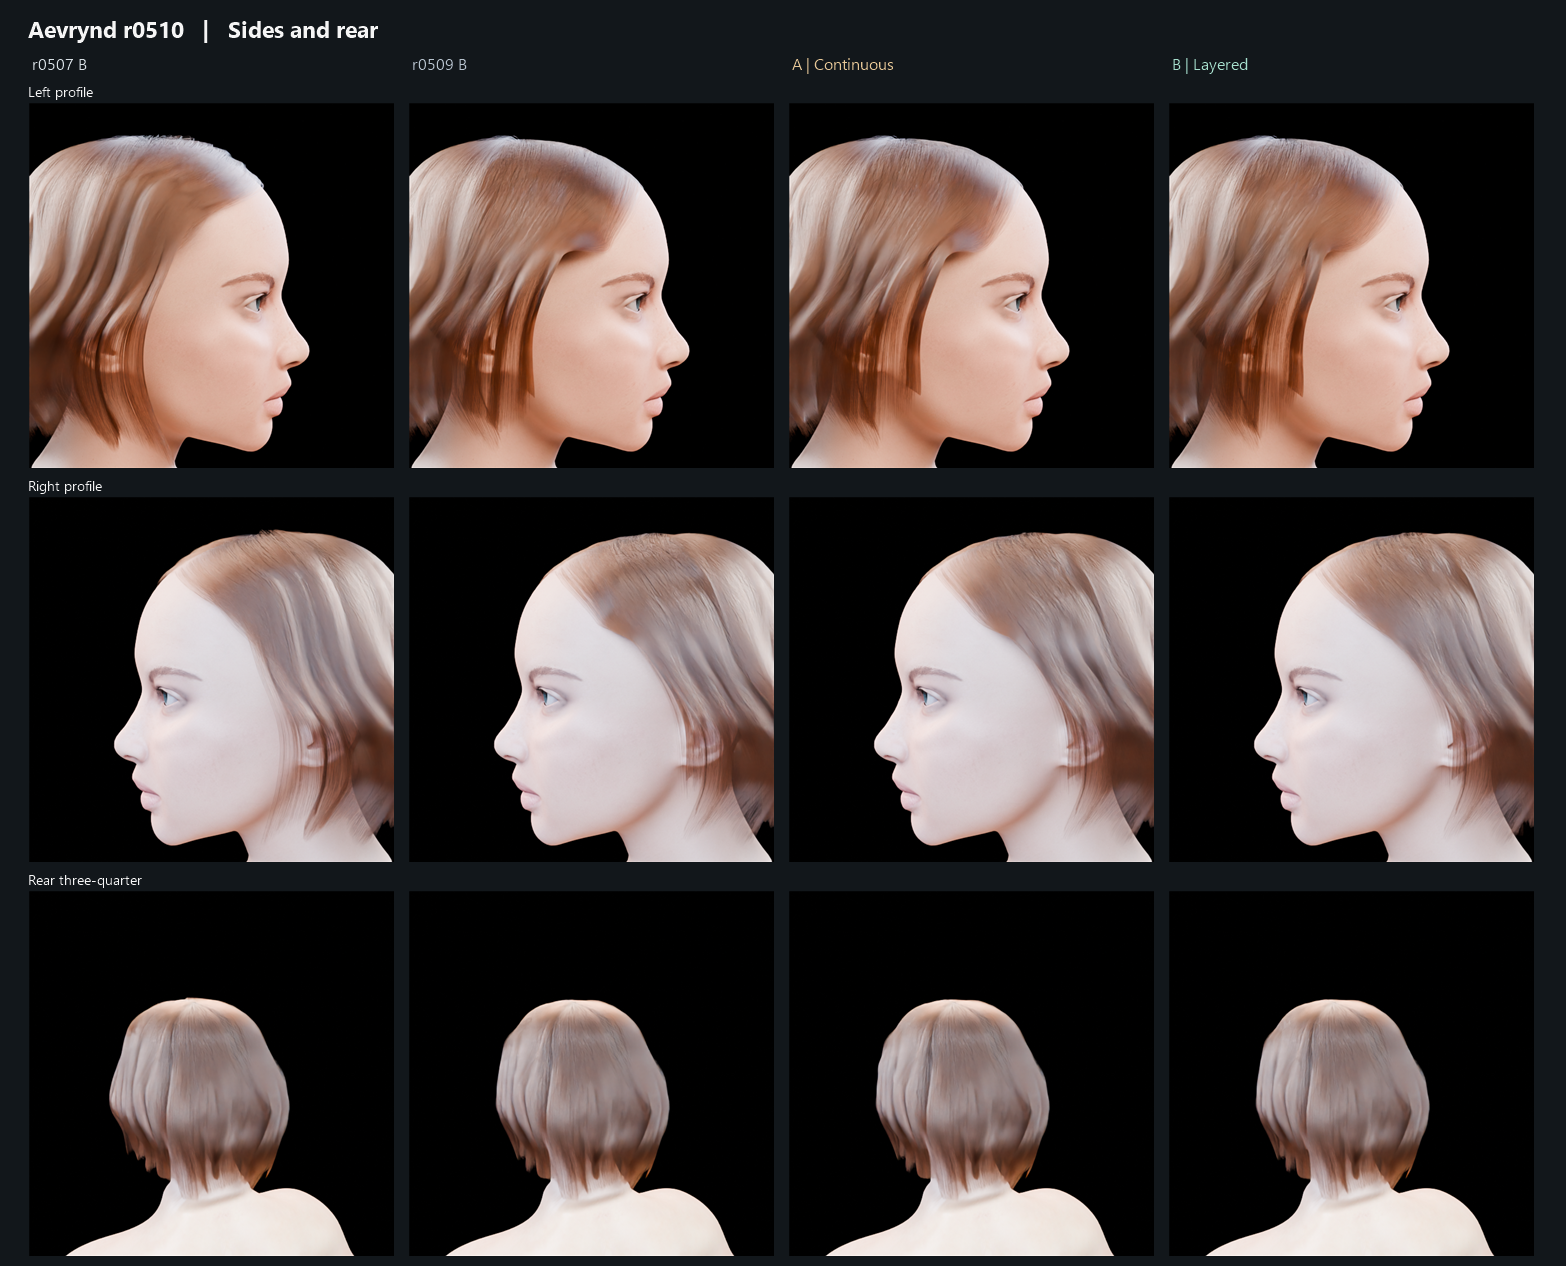 Aevrynd r0510 | Sides and rear
r0507 B r0509 B A | Continuous B | Layered
Left profile
Right profile
Rear three-quarter